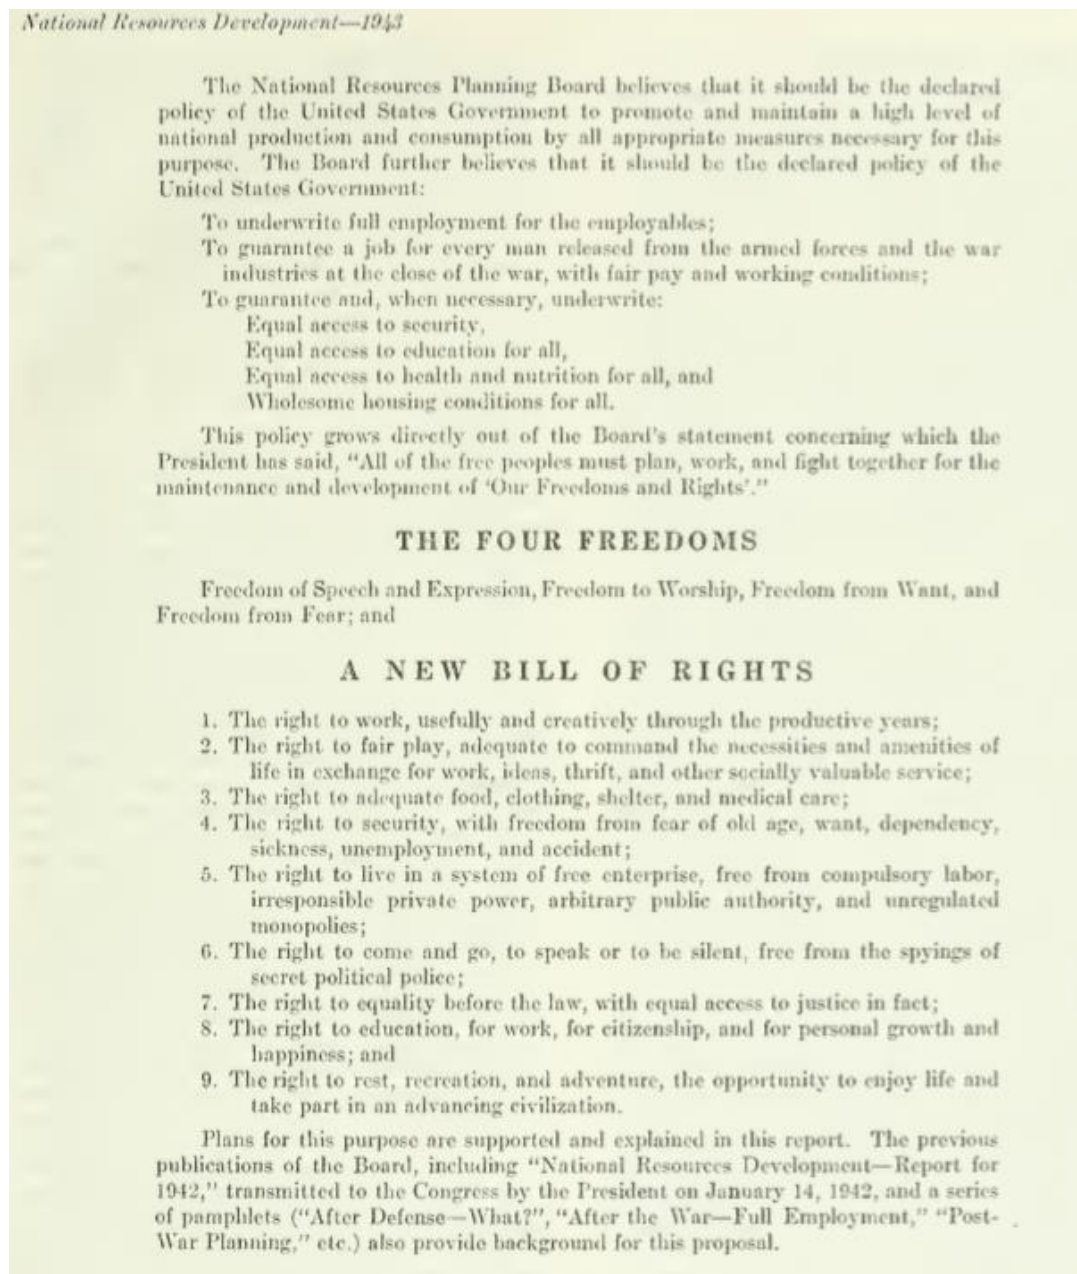 National Resources Development—1943
The National Resources Planning Board believes that it should be the declared
policy of the United States Government to promote and maintain a high level of
national production and consumption by all appropriate measures necessary for this
purpose. The Board further believes that it should be the declared policy of the
United States Government:
To underwrite full employment for the employables;
To guarantee a job for every man released from the armed forces and the war
industries at the close of the war, with fair pay and working conditions;
To guarantee and, when necessary, underwrite:
Equal access to security,
Equal access to education for all,
Equal access to health and nutrition for all, and
Wholesome housing conditions for all.
This policy grows directly out of the Board's statement concerning which the
President has said, "All of the free peoples must plan, work, and fight together for the
maintenance and development of 'Our Freedoms and Rights'."
THE FOUR FREEDOMS
Freedom of Speech and Expression, Freedom to Worship, Freedom from Want, and
Freedom from Fear; and
A NEW BILL OF RIGHTS
1. The right to work, usefully and creatively through the productive years;
2. The right to fair play, adequate to command the necessities and amenities of
life in exchange for work, ideas, thrift, and other socially valuable service;
3. The right to adequate food, clothing, shelter, and medical care;
4. The right to security, with freedom from fear of old age, want, dependency,
sickness, unemployment, and accident;
5. The right to live in a system of free enterprise, free from compulsory labor,
irresponsible private power, arbitrary public authority, and unregulated
monopolies;
6. The right to come and go, to speak or to be silent, free from the spyings of
secret political police;
7. The right to equality before the law, with equal access to justice in fact;
8. The right to education, for work, for citizenship, and for personal growth and
happiness; and
9. The right to rest, recreation, and adventure, the opportunity to enjoy life and
take part in an advancing civilization.
Plans for this purpose are supported and explained in this report. The previous
publications of the Board, including "National Resources Development—Report for
1942," transmitted to the Congress by the President on January 14, 1942, and a series
of pamphlets ("After Defense—What?", "After the War—Full Employment," "Post-
War Planning," etc.) also provide background for this proposal.